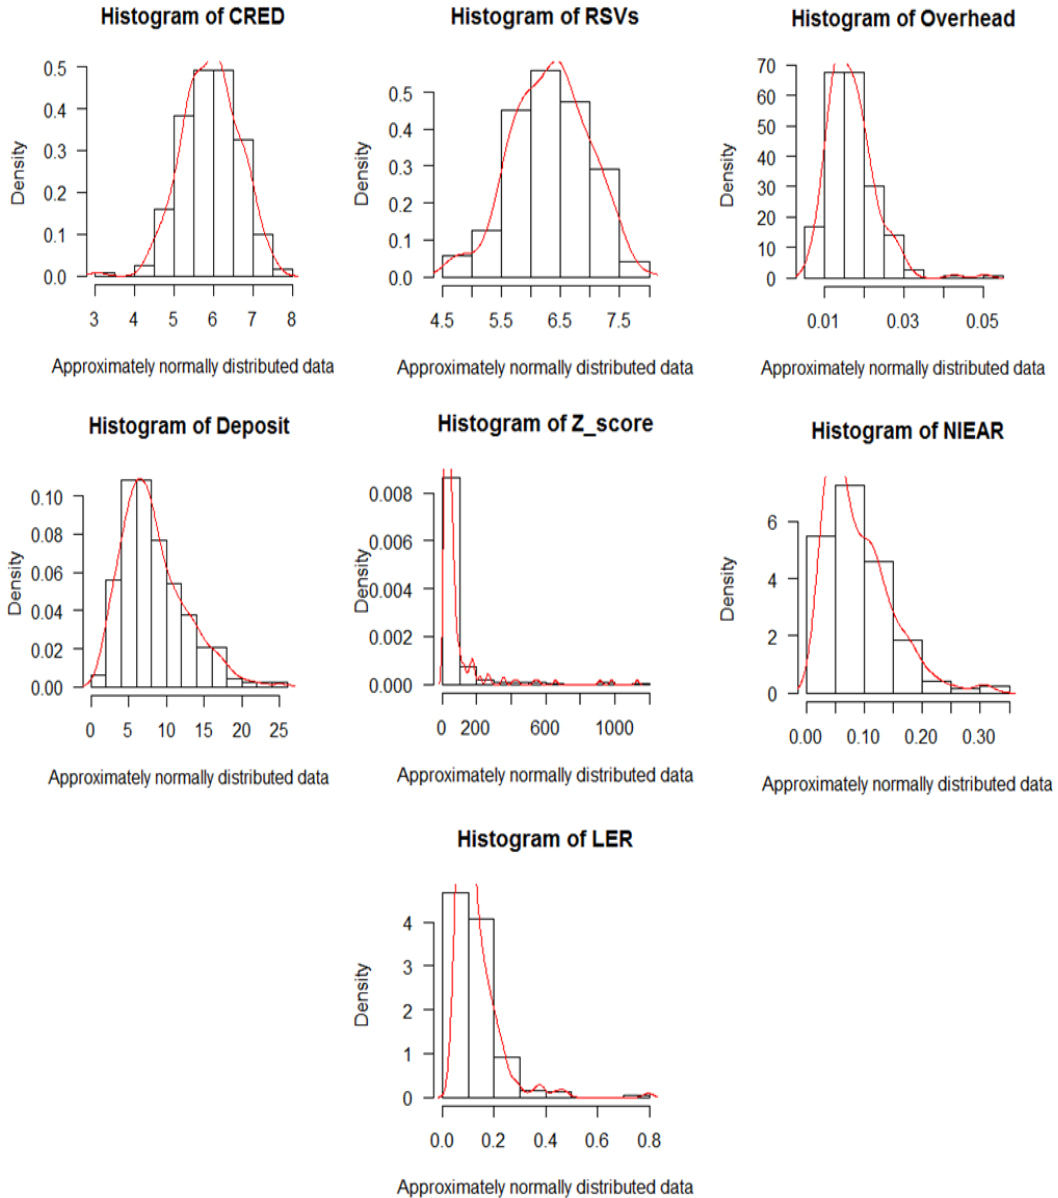 Histogram of CRED
Density
0.5
0.4
0.3
0.2
0.1
0.0
3 4 5 6 7 8
Approximately normally distributed data
Histogram of RSVs
Density
0.5
0.4
0.3
0.2
0.1
0.0
4.5 5.5 6.5 7.5
Approximately normally distributed data
Histogram of Overhead
Density
70
60
50
40
30
20
10
0
0.01 0.03 0.05
Approximately normally distributed data
Histogram of Deposit
Density
0.10
0.08
0.06
0.04
0.02
0.00
0 5 10 15 20 25
Approximately normally distributed data
Histogram of Z_score
Density
0.008
0.006
0.004
0.002
0.000
0 200 600 1000
Approximately normally distributed data
Histogram of NIEAR
Density
6
4
2
0
0.00 0.10 0.20 0.30
Approximately normally distributed data
Histogram of LER
Density
4
3
2
1
0
0.0 0.2 0.4 0.6 0.8
Approximately normally distributed data